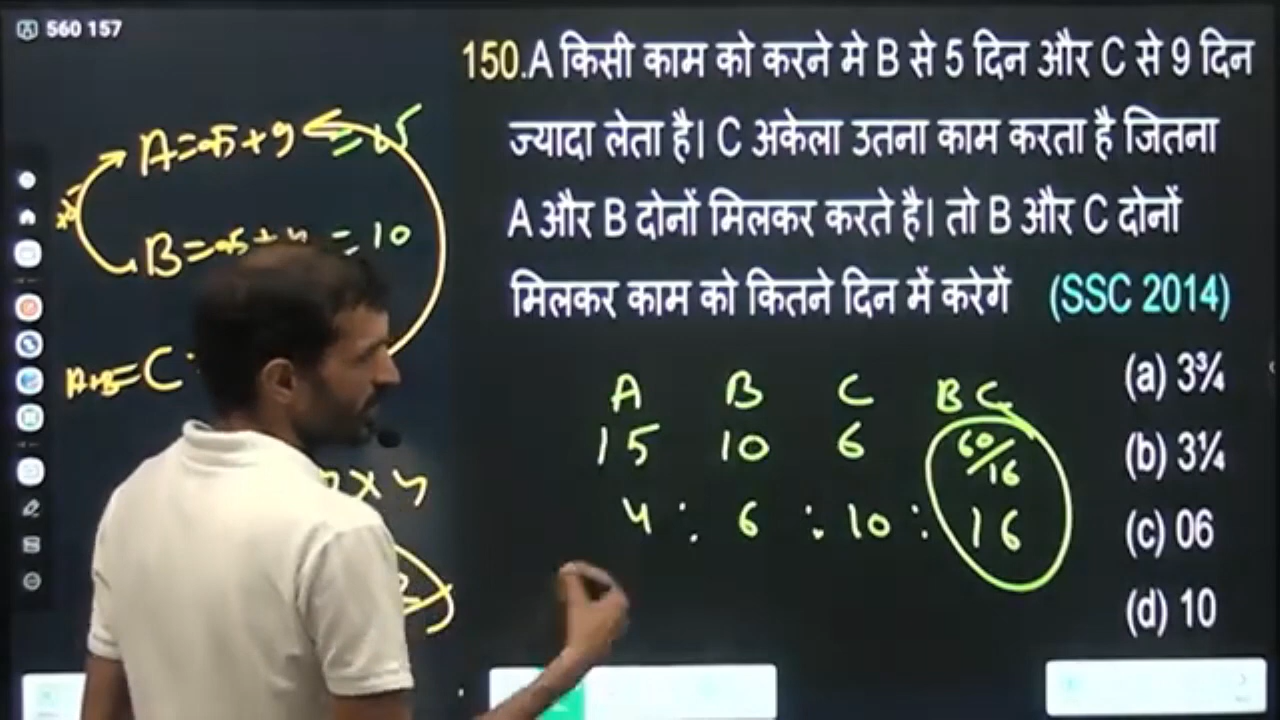 560 157
150.A किसी काम को करने मे B से 5 दिन और C से 9 दिन
ज्यादा लेता है। C अकेला उतना काम करता है जितना
A और B दोनों मिलकर करते है। तो B और C दोनों
मिलकर काम को कितने दिन में करेगें (SSC 2014)
(a) 3¾
(b) 3¼
(c) 06
(d) 10
A B C BC
15 10 6 60/16
4 : 6 : 10 : 16
A = x + 9 = 15
B = x + 4 = 10
A+B = C
x 4